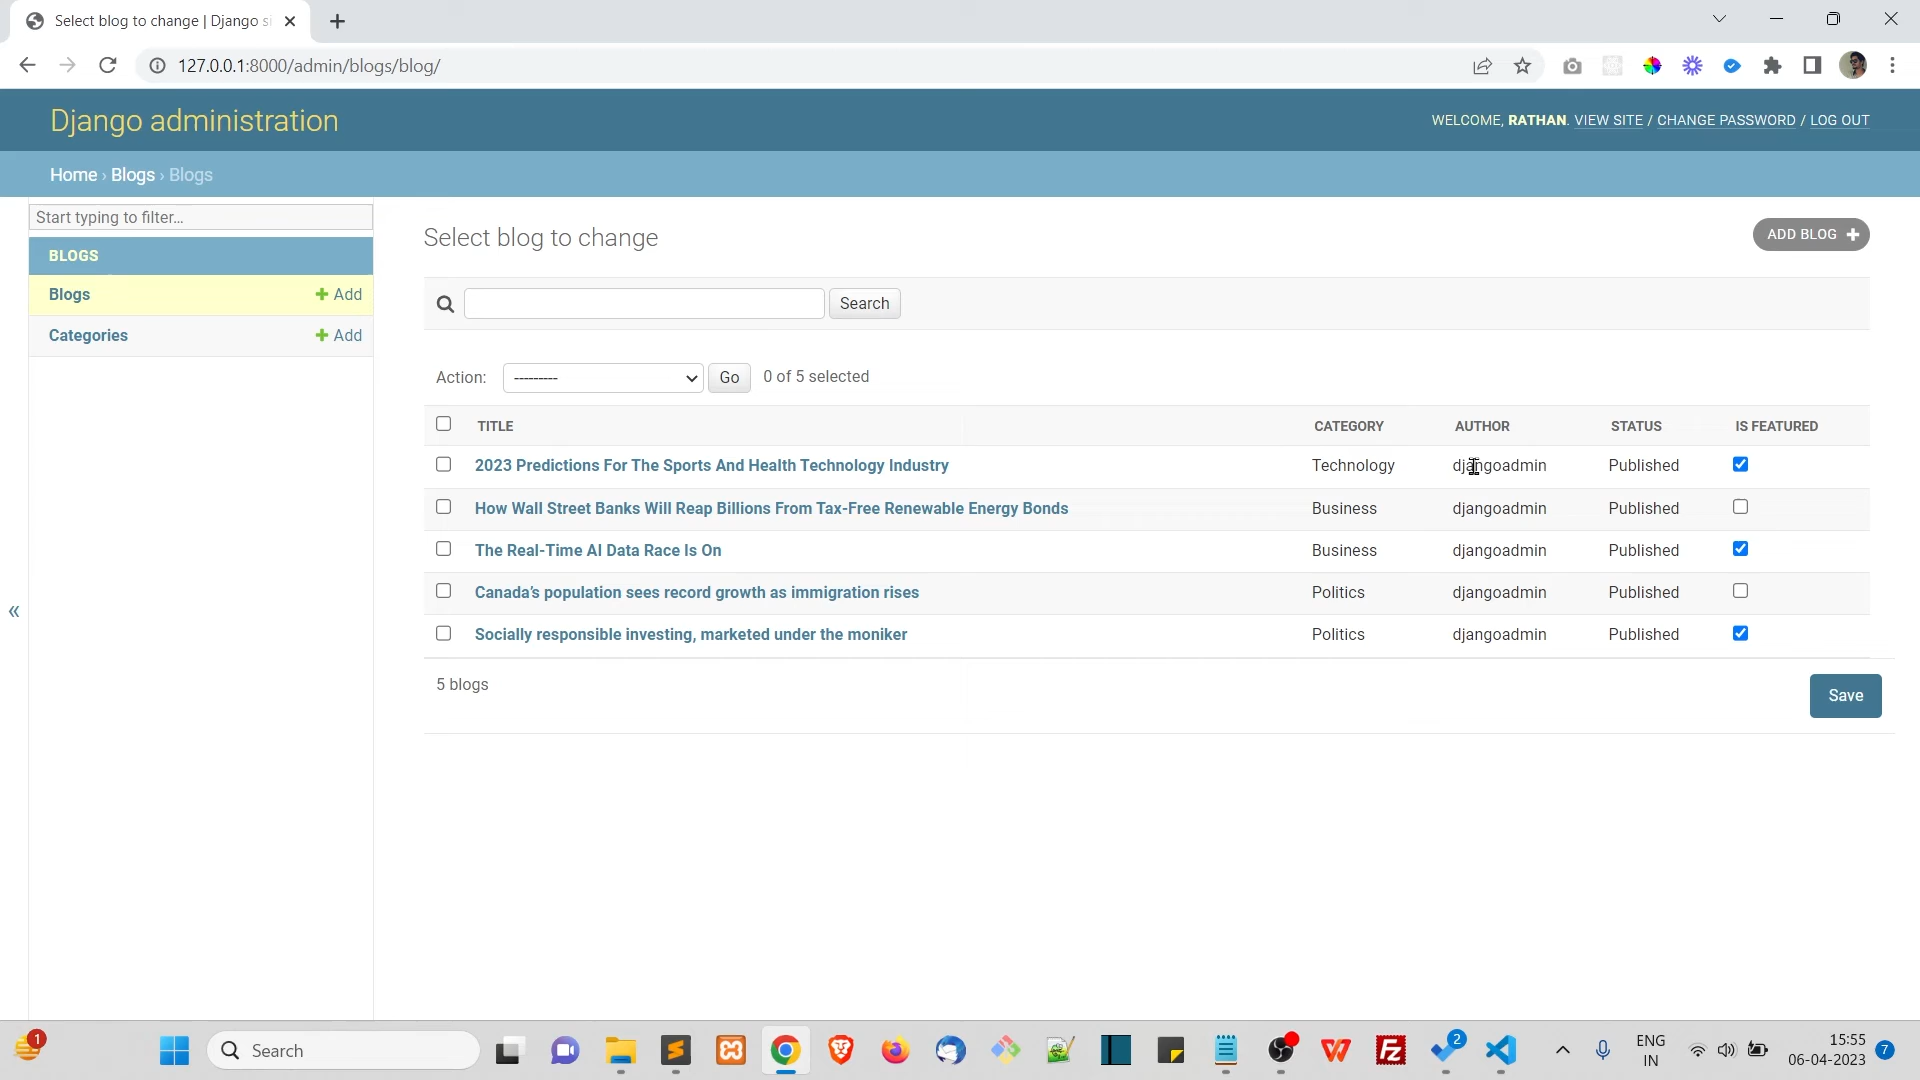 Select blog to change | Django si
127.0.0.1:8000/admin/blogs/blog/
Django administration
WELCOME, RATHAN. VIEW SITE / CHANGE PASSWORD / LOG OUT
Home › Blogs › Blogs
Start typing to filter...
BLOGS
Blogs + Add
Categories + Add
«
Select blog to change
ADD BLOG +
Search
Action: --------- Go 0 of 5 selected
TITLE CATEGORY AUTHOR STATUS IS FEATURED
2023 Predictions For The Sports And Health Technology Industry Technology djangoadmin Published
How Wall Street Banks Will Reap Billions From Tax-Free Renewable Energy Bonds Business djangoadmin Published
The Real-Time AI Data Race Is On Business djangoadmin Published
Canada’s population sees record growth as immigration rises Politics djangoadmin Published
Socially responsible investing, marketed under the moniker Politics djangoadmin Published
5 blogs
Save
1
Search
Fz
2
ENG
IN
15:55
06-04-2023
7